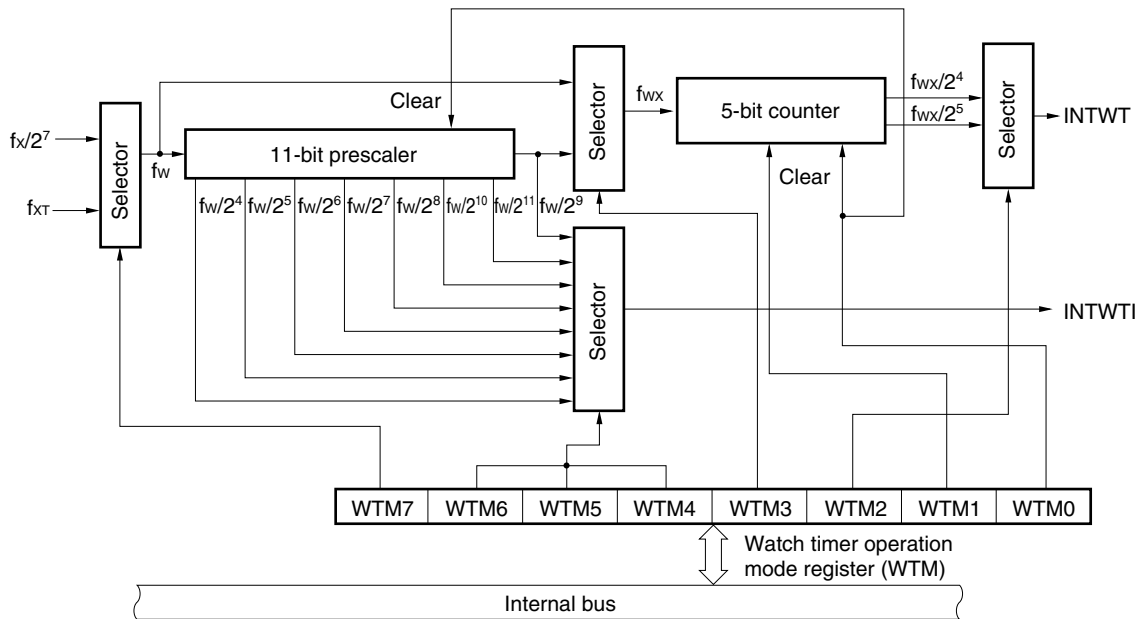 Clear
fX/2⁷
fXT
Selector
fW
11-bit prescaler
fW/2⁴ fW/2⁵ fW/2⁶ fW/2⁷ fW/2⁸ fW/2¹⁰ fW/2¹¹ fW/2⁹
Selector
fWX
5-bit counter
Clear
fWX/2⁴
fWX/2⁵
Selector
INTWT
Selector
INTWTI
WTM7 WTM6 WTM5 WTM4 WTM3 WTM2 WTM1 WTM0
Watch timer operation
mode register (WTM)
Internal bus